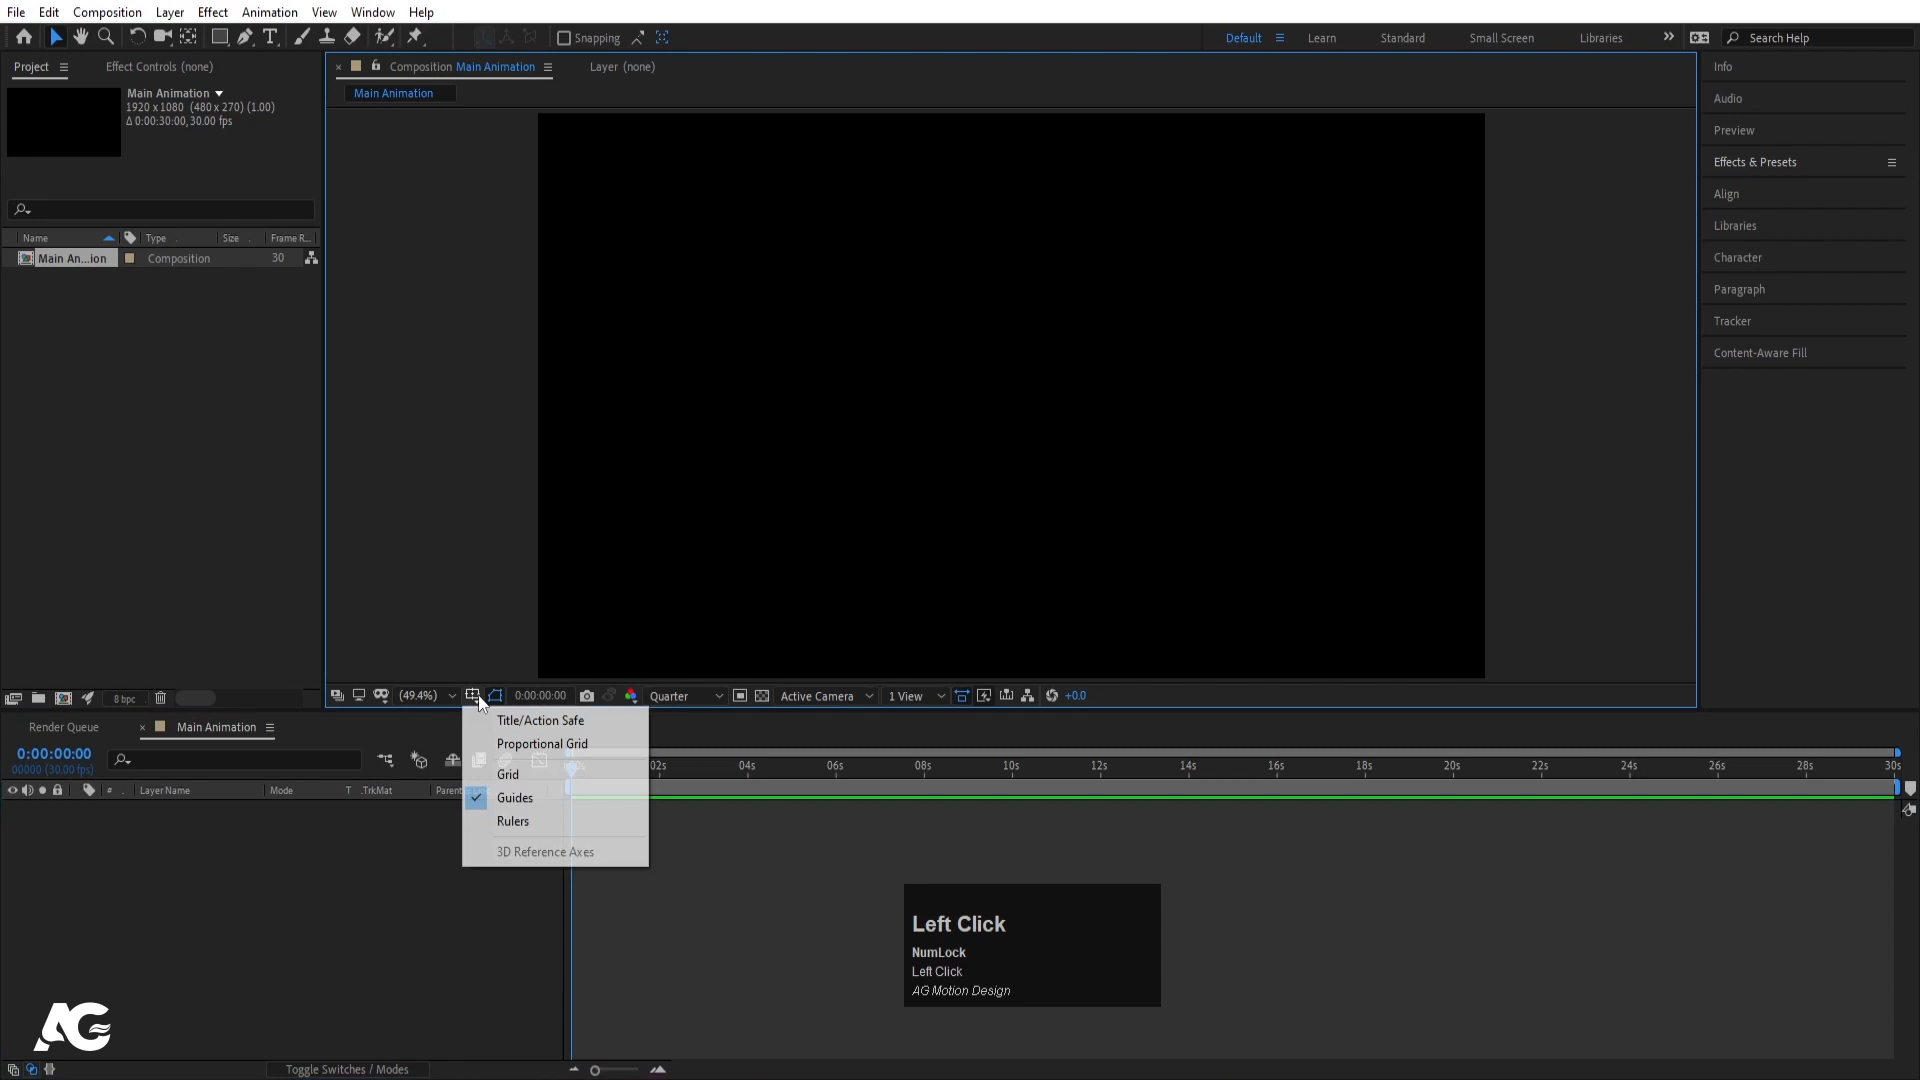 File Edit Composition Layer Effect Animation View Window Help
Snapping
Default Learn Standard Small Screen Libraries Search Help
Project Effect Controls (none)
Composition Main Animation Layer (none)
Main Animation
Main Animation
1920 x 1080 (480 x 270) (1.00)
Δ 0:00:30:00, 30.00 fps
Info
Audio
Preview
Effects & Presets
Align
Libraries
Character
Paragraph
Tracker
Content-Aware Fill
Name Type Size Frame R...
Main An...ion Composition 30
8 bpc
(49.4%) 0:00:00:00 Quarter Active Camera 1 View +0.0
Title/Action Safe
Proportional Grid
Grid
Guides
Rulers
3D Reference Axes
Render Queue Main Animation
0:00:00:00
00000 (30.00 fps)
02s 04s 06s 08s 10s 12s 14s 16s 18s 20s 22s 24s 26s 28s 30s
# Layer Name Mode T .TrkMat Parent
Left Click
NumLock
Left Click
AG Motion Design
AG
Toggle Switches / Modes